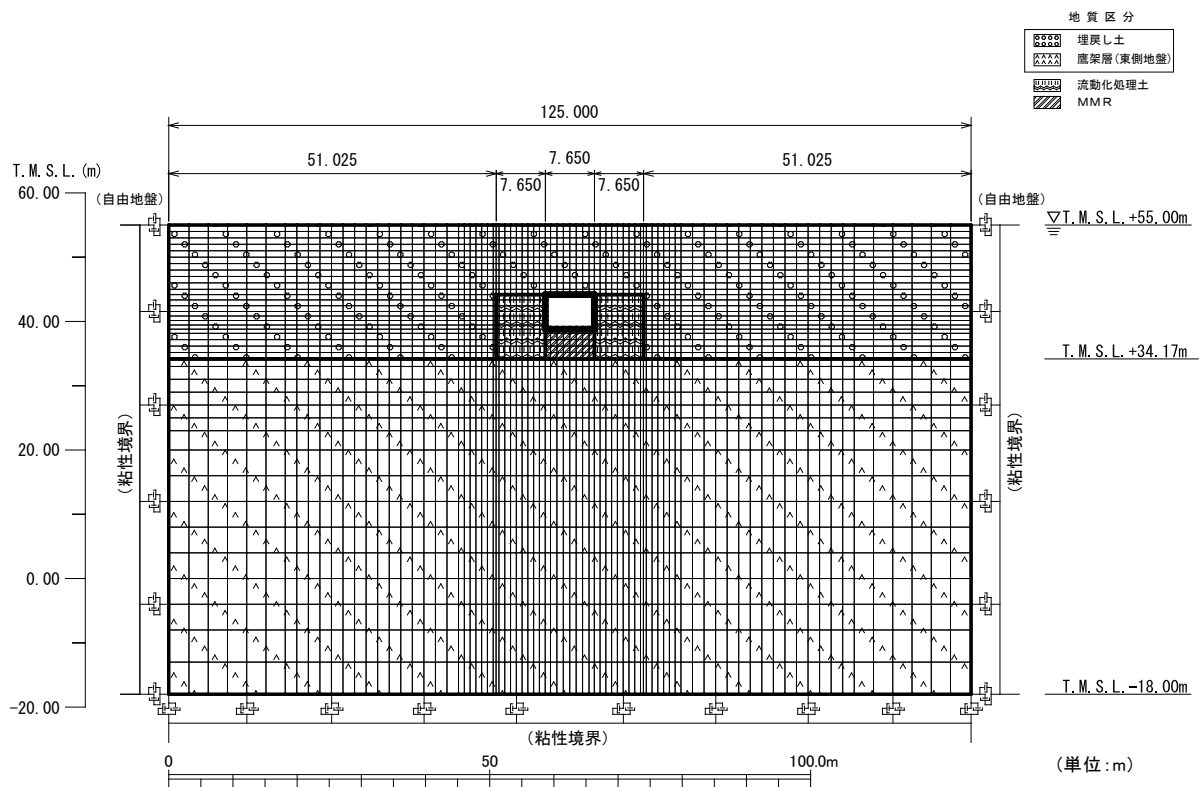 地質区分
埋戻し土
鷹架層(東側地盤)
流動化処理土
MMR
125.000
51.025
7.650
51.025
7.650
7.650
T.M.S.L.(m)
60.00
40.00
20.00
0.00
-20.00
(自由地盤)
(自由地盤)
▽T.M.S.L.+55.00m
T.M.S.L.+34.17m
T.M.S.L.-18.00m
(粘性境界)
(粘性境界)
(粘性境界)
0
50
100.0m
(単位:m)